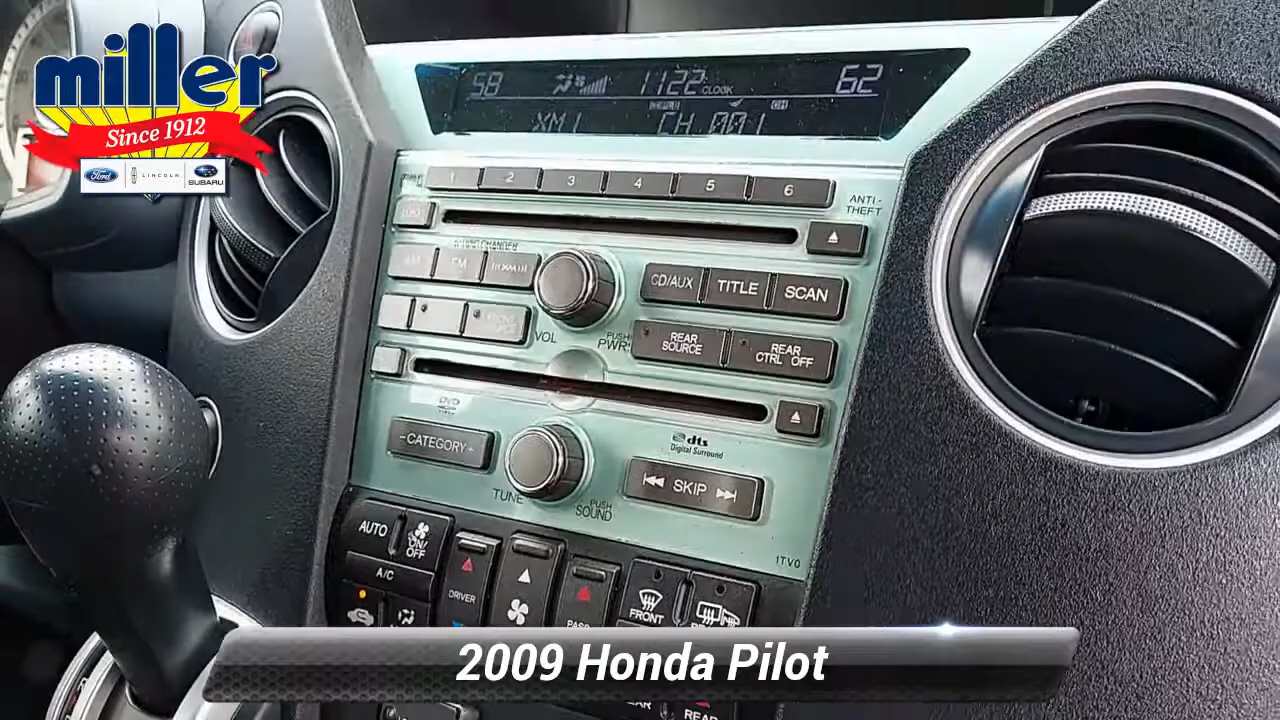 miller
Since 1912
Ford LINCOLN SUBARU
58 1122 CLOCK 62
XM1 CH 001
1 2 3 4 5 6
ANTI-
THEFT
CD/AUX TITLE SCAN
VOL PUSH
PWR
REAR
SOURCE
REAR
CTRL OFF
DVD
-CATEGORY+
dts
Digital Surround
SKIP
TUNE
PUSH
SOUND
1TV0
AUTO
ON/
OFF
A/C
DRIVER
FRONT
2009 Honda Pilot
REAR